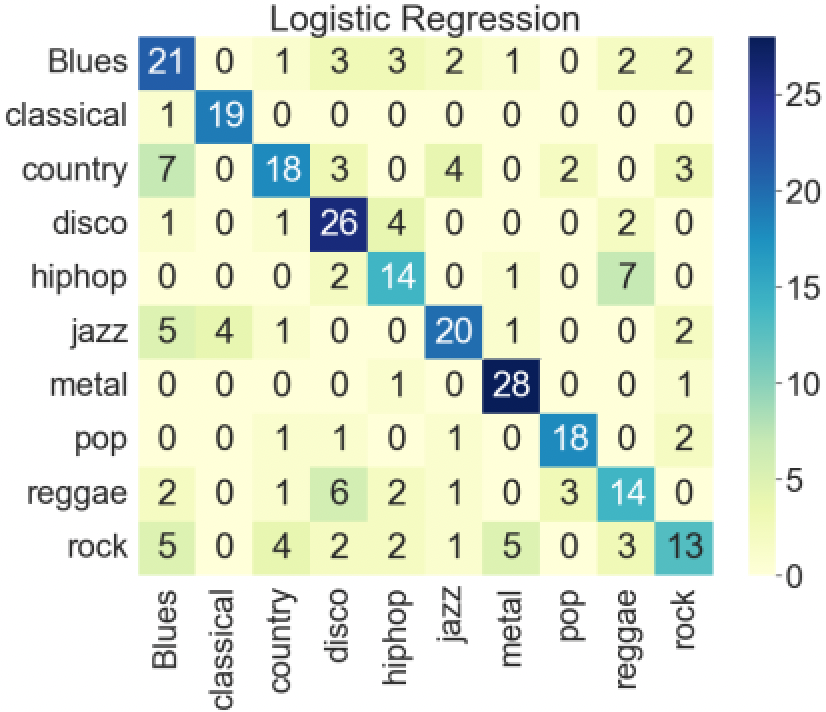 Logistic Regression
Blues 21 0 1 3 3 2 1 0 2 2
classical 1 19 0 0 0 0 0 0 0 0
country 7 0 18 3 0 4 0 2 0 3
disco 1 0 1 26 4 0 0 0 2 0
hiphop 0 0 0 2 14 0 1 0 7 0
jazz 5 4 1 0 0 20 1 0 0 2
metal 0 0 0 0 1 0 28 0 0 1
pop 0 0 1 1 0 1 0 18 0 2
reggae 2 0 1 6 2 1 0 3 14 0
rock 5 0 4 2 2 1 5 0 3 13
Blues classical country disco hiphop jazz metal pop reggae rock
25
20
15
10
5
0